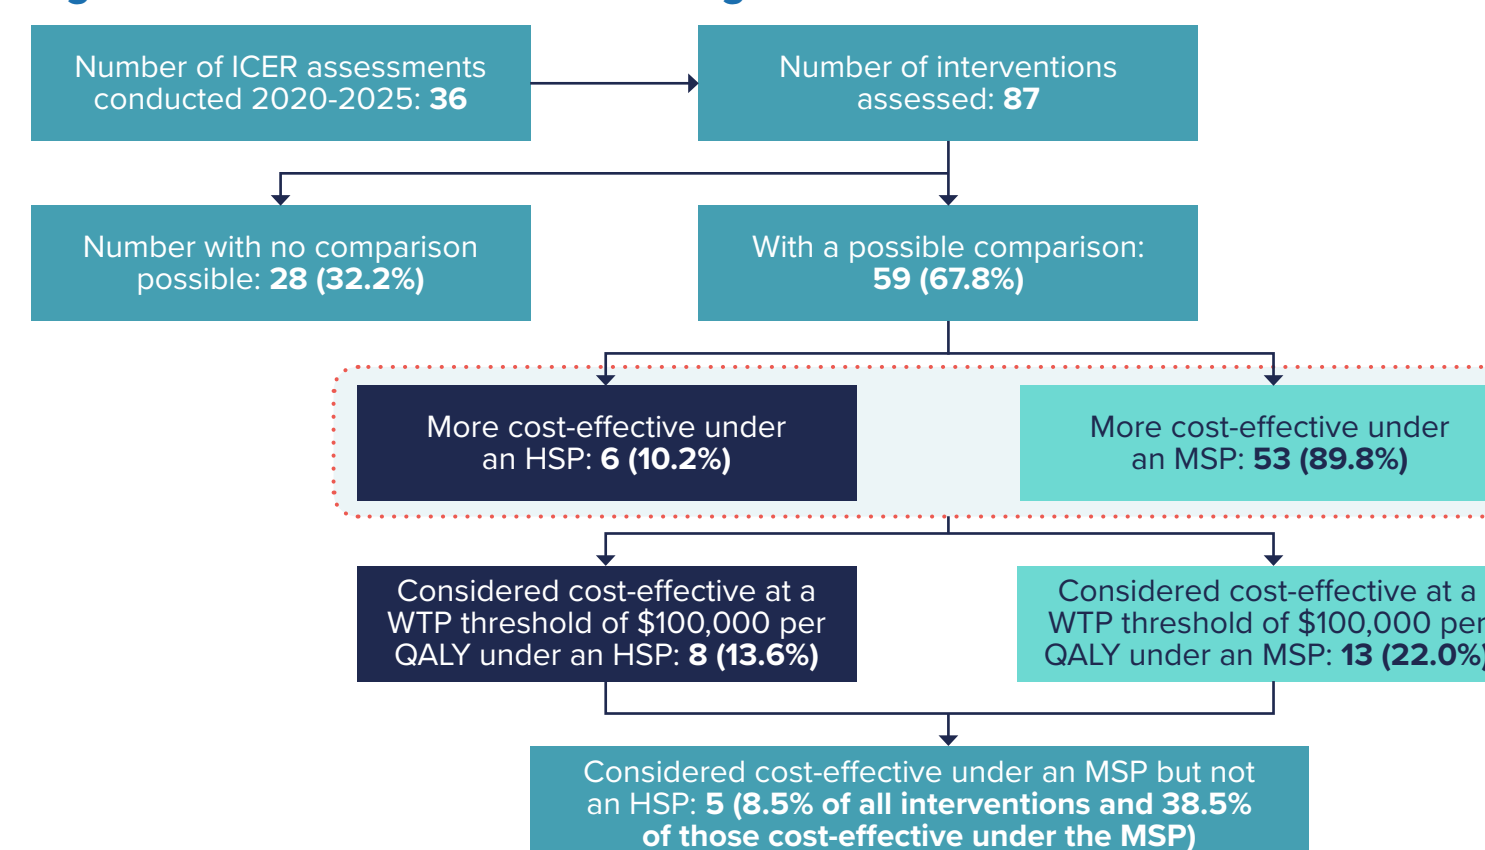 Number of ICER assessments
conducted 2020-2025: 36
Number of interventions
assessed: 87
Number with no comparison
possible: 28 (32.2%)
With a possible comparison:
59 (67.8%)
More cost-effective under
an HSP: 6 (10.2%)
More cost-effective under
an MSP: 53 (89.8%)
Considered cost-effective at a
WTP threshold of $100,000 per
QALY under an HSP: 8 (13.6%)
Considered cost-effective at a
WTP threshold of $100,000 per
QALY under an MSP: 13 (22.0%)
Considered cost-effective under an MSP but not
an HSP: 5 (8.5% of all interventions and 38.5%
of those cost-effective under the MSP)